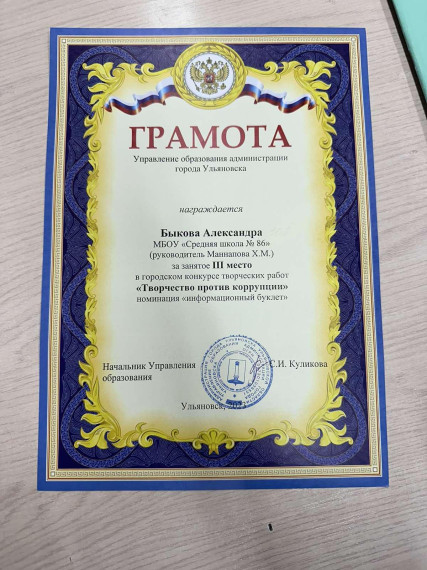 ГРАМОТА
Управление образования администрации
города Ульяновска
награждается
Быкова Александра
МБОУ «Средняя школа № 86»
(руководитель Маннапова Х.М.)
за занятое III место
в городском конкурсе творческих работ
«Творчество против коррупции»
номинация «информационный буклет»
Начальник Управления
образования
С.И. Куликова
Ульяновск, 2023